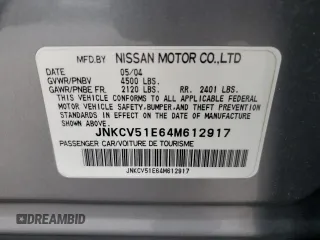 MFD.BY NISSAN MOTOR CO.,LTD
DATE 05/04
GVWR/PNBV 4500 LBS.
GAWR/PNBE FR. 2120 LBS. RR. 2401 LBS.
THIS VEHICLE CONFORMS TO ALL APPLICABLE
FEDERAL MOTOR VEHICLE SAFETY,BUMPER,AND THEFT
PREVENTION STANDARDS IN EFFECT ON THE DATE OF
MANUFACTURE SHOWN ABOVE.
JNKCV51E64M612917
PASSENGER CAR/VOITURE DE TOURISME
JNKCV51E64M612917
DREAMBID
DREAMBID.COM